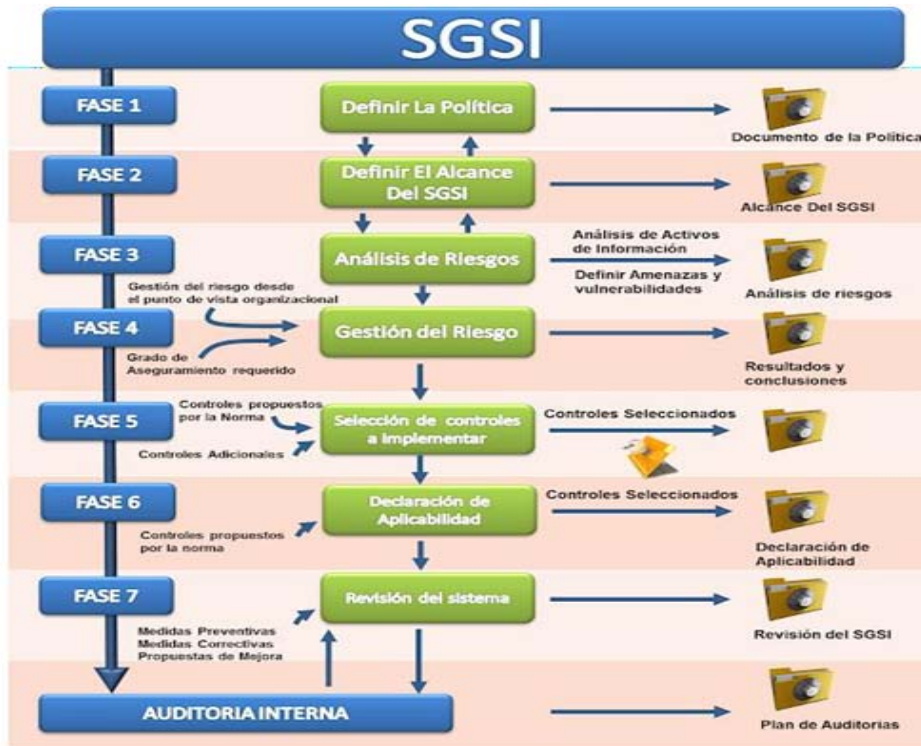 SGSI
FASE 1
Definir La Política
Documento de la Política
FASE 2
Definir El Alcance
Del SGSI
Alcance Del SGSI
FASE 3
Análisis de Riesgos
Análisis de Activos
de Información
Definir Amenazas y
vulnerabilidades
Análisis de riesgos
Gestión del riesgo desde
el punto de vista organizacional
FASE 4
Gestión del Riesgo
Grado de
Aseguramiento requerido
Resultados y
conclusiones
Controles propuestos
por la Norma
FASE 5
Selección de controles
a implementar
Controles Seleccionados
Controles Adicionales
FASE 6
Declaración de
Aplicabilidad
Controles Seleccionados
Controles propuestos
por la norma
Declaración de
Aplicabilidad
FASE 7
Revisión del sistema
Medidas Preventivas
Medidas Correctivas
Propuestas de Mejora
Revisión del SGSI
AUDITORIA INTERNA
Plan de Auditorias